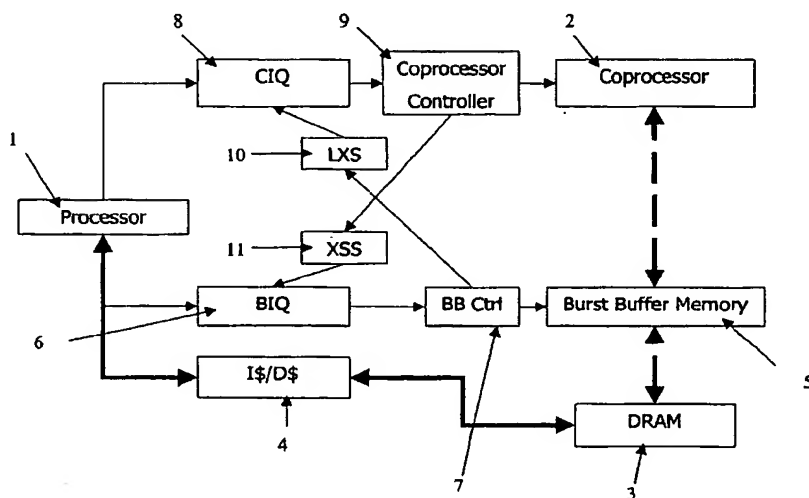 8
9
2
CIQ
Coprocessor
Controller
Coprocessor
1
10
LXS
Processor
11
XSS
BIQ
BB Ctrl
Burst Buffer Memory
6
I$/D$
5
4
DRAM
7
3